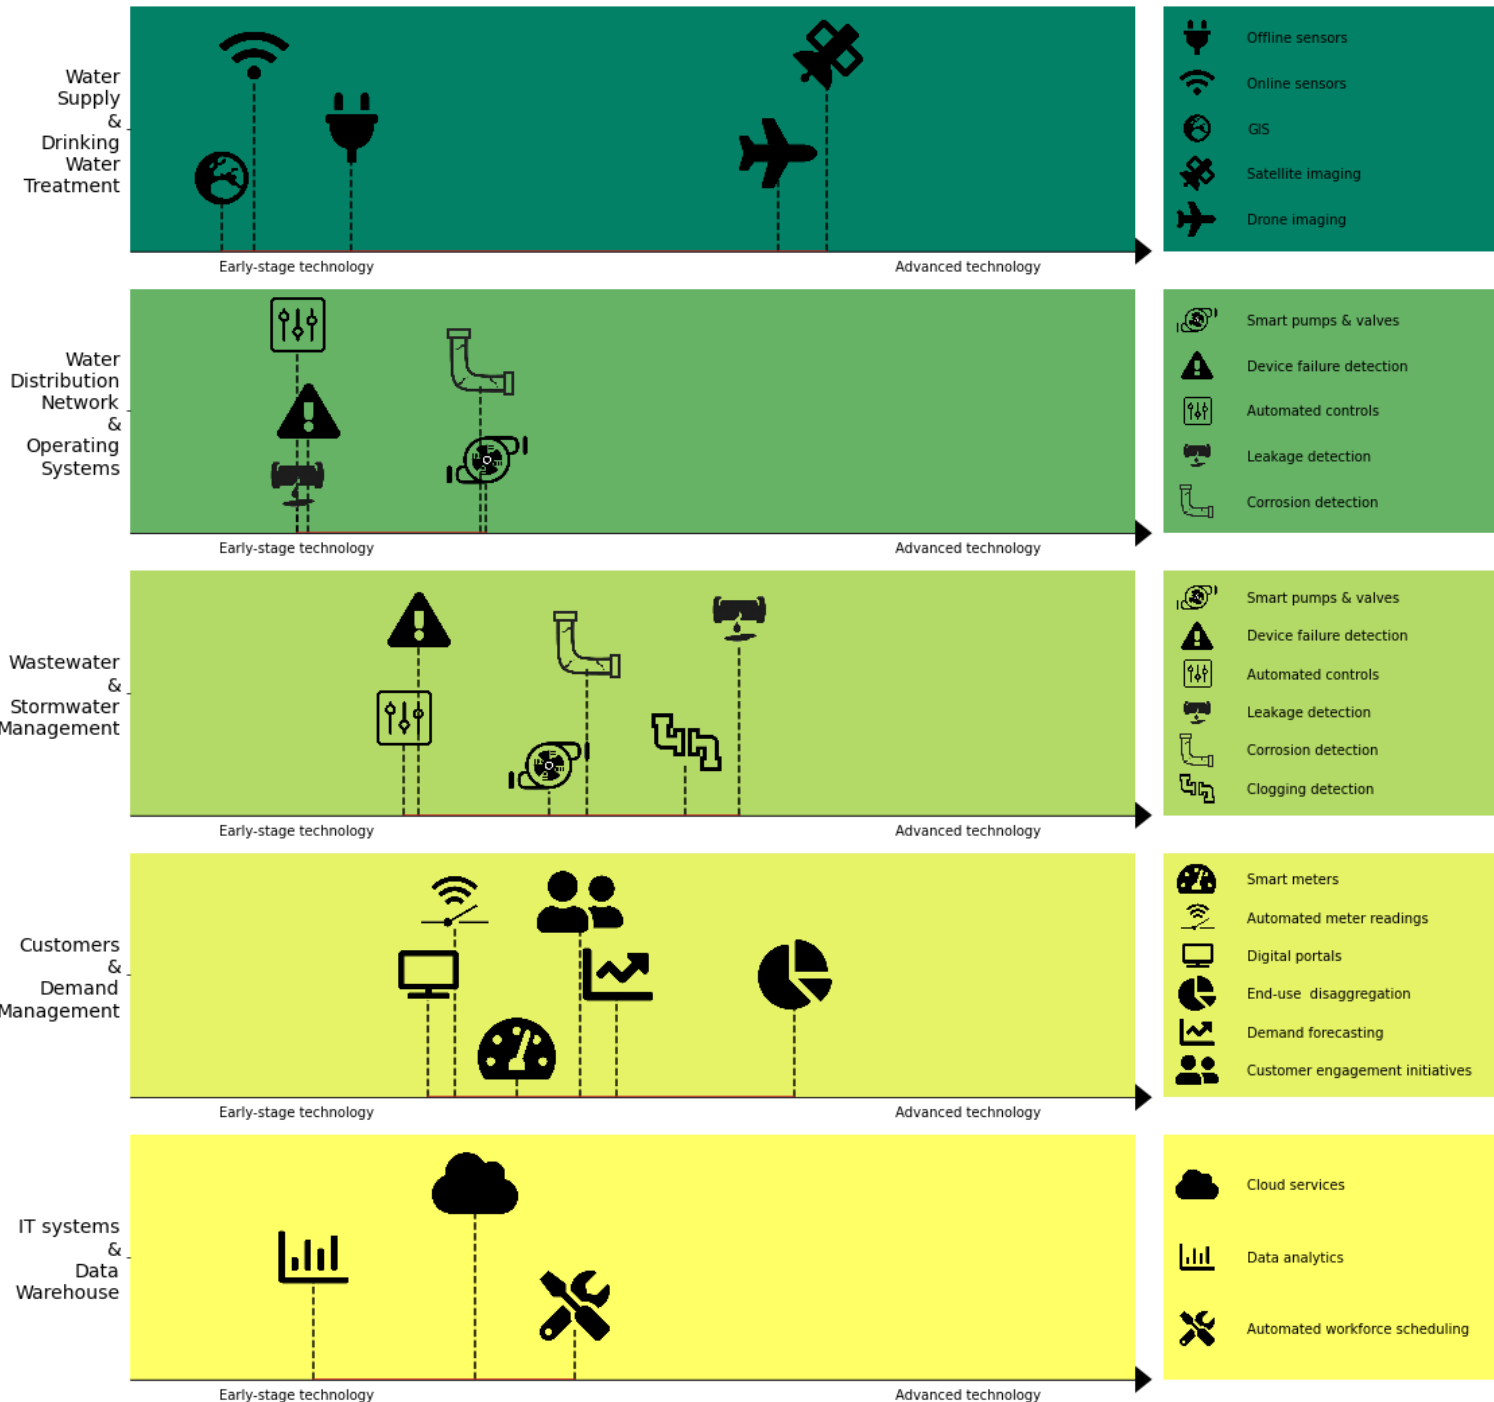 Water
Supply
&
Drinking
Water
Treatment
Early-stage technology
Advanced technology
Offline sensors
Online sensors
GIS
Satellite imaging
Drone imaging
Water
Distribution
Network
&
Operating
Systems
Early-stage technology
Advanced technology
Smart pumps & valves
Device failure detection
Automated controls
Leakage detection
Corrosion detection
Wastewater
&
Stormwater
Management
Early-stage technology
Advanced technology
Smart pumps & valves
Device failure detection
Automated controls
Leakage detection
Corrosion detection
Clogging detection
Customers
&
Demand
Management
Early-stage technology
Advanced technology
Smart meters
Automated meter readings
Digital portals
End-use  disaggregation
Demand forecasting
Customer engagement initiatives
IT systems
&
Data
Warehouse
Early-stage technology
Advanced technology
Cloud services
Data analytics
Automated workforce scheduling